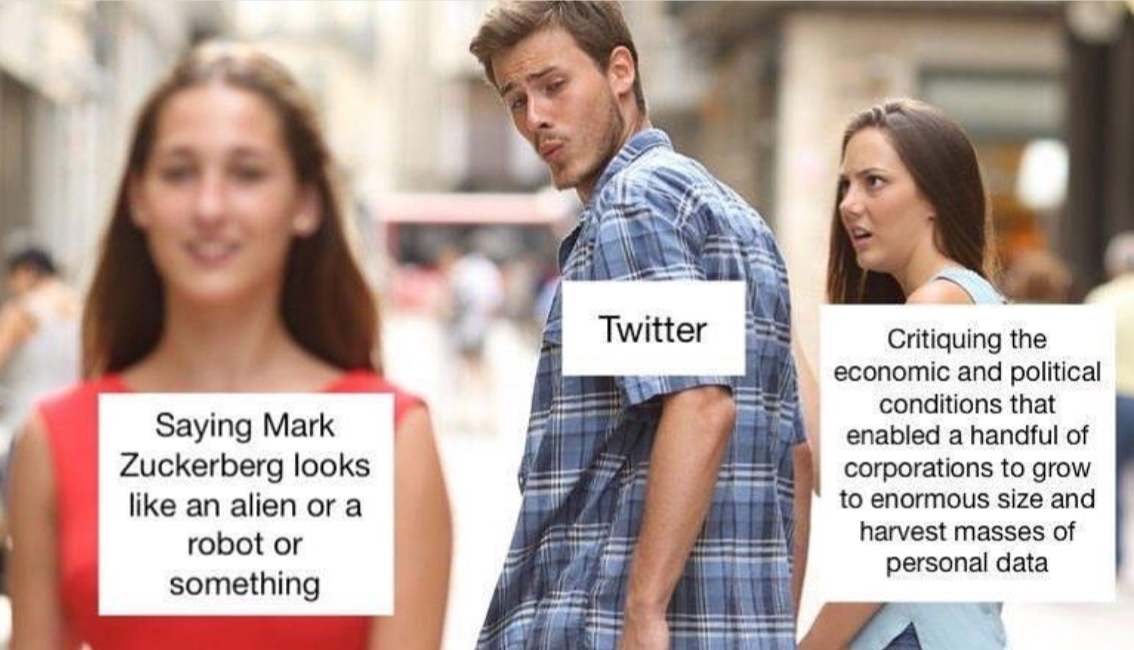 Saying Mark
Zuckerberg looks
like an alien or a
robot or
something
Twitter
Critiquing the
economic and political
conditions that
enabled a handful of
corporations to grow
to enormous size and
harvest masses of
personal data